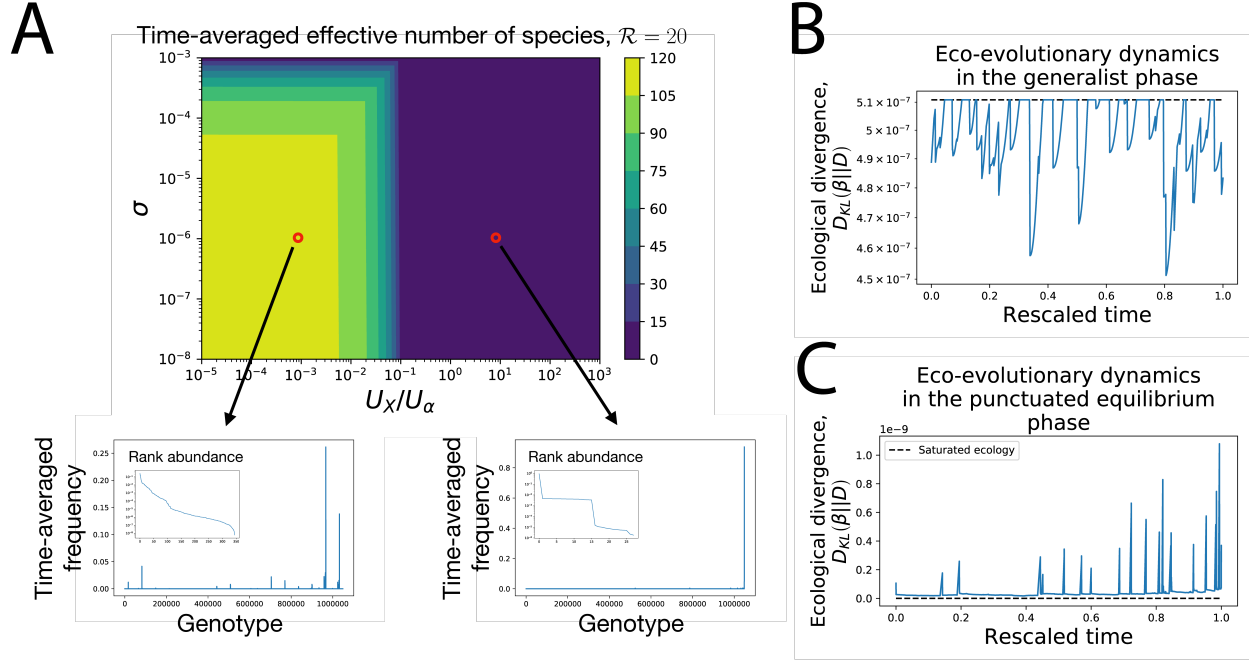 A
Time-averaged effective number of species, ℛ = 20
10⁻³
10⁻⁴
10⁻⁵
10⁻⁶
10⁻⁷
10⁻⁸
σ
10⁻⁵ 10⁻⁴ 10⁻³ 10⁻² 10⁻¹ 10⁰ 10¹ 10² 10³
U_X/U_α
120
105
90
75
60
45
30
15
0
Time-averaged
frequency
Rank abundance
0.25
0.20
0.15
0.10
0.05
0.00
0 200000 400000 600000 800000 1000000
Genotype
Time-averaged
frequency
Rank abundance
0.8
0.6
0.4
0.2
0.0
0 200000 400000 600000 800000 1000000
Genotype
B
Eco-evolutionary dynamics
in the generalist phase
Ecological divergence,
D_KL(β||D)
5.1 × 10⁻⁷
5 × 10⁻⁷
4.9 × 10⁻⁷
4.8 × 10⁻⁷
4.7 × 10⁻⁷
4.6 × 10⁻⁷
4.5 × 10⁻⁷
0.0 0.2 0.4 0.6 0.8 1.0
Rescaled time
C
Eco-evolutionary dynamics
in the punctuated equilibrium
phase
1e−9
Saturated ecology
Ecological divergence,
D_KL(β||D)
1.0
0.8
0.6
0.4
0.2
0.0
0.0 0.2 0.4 0.6 0.8 1.0
Rescaled time